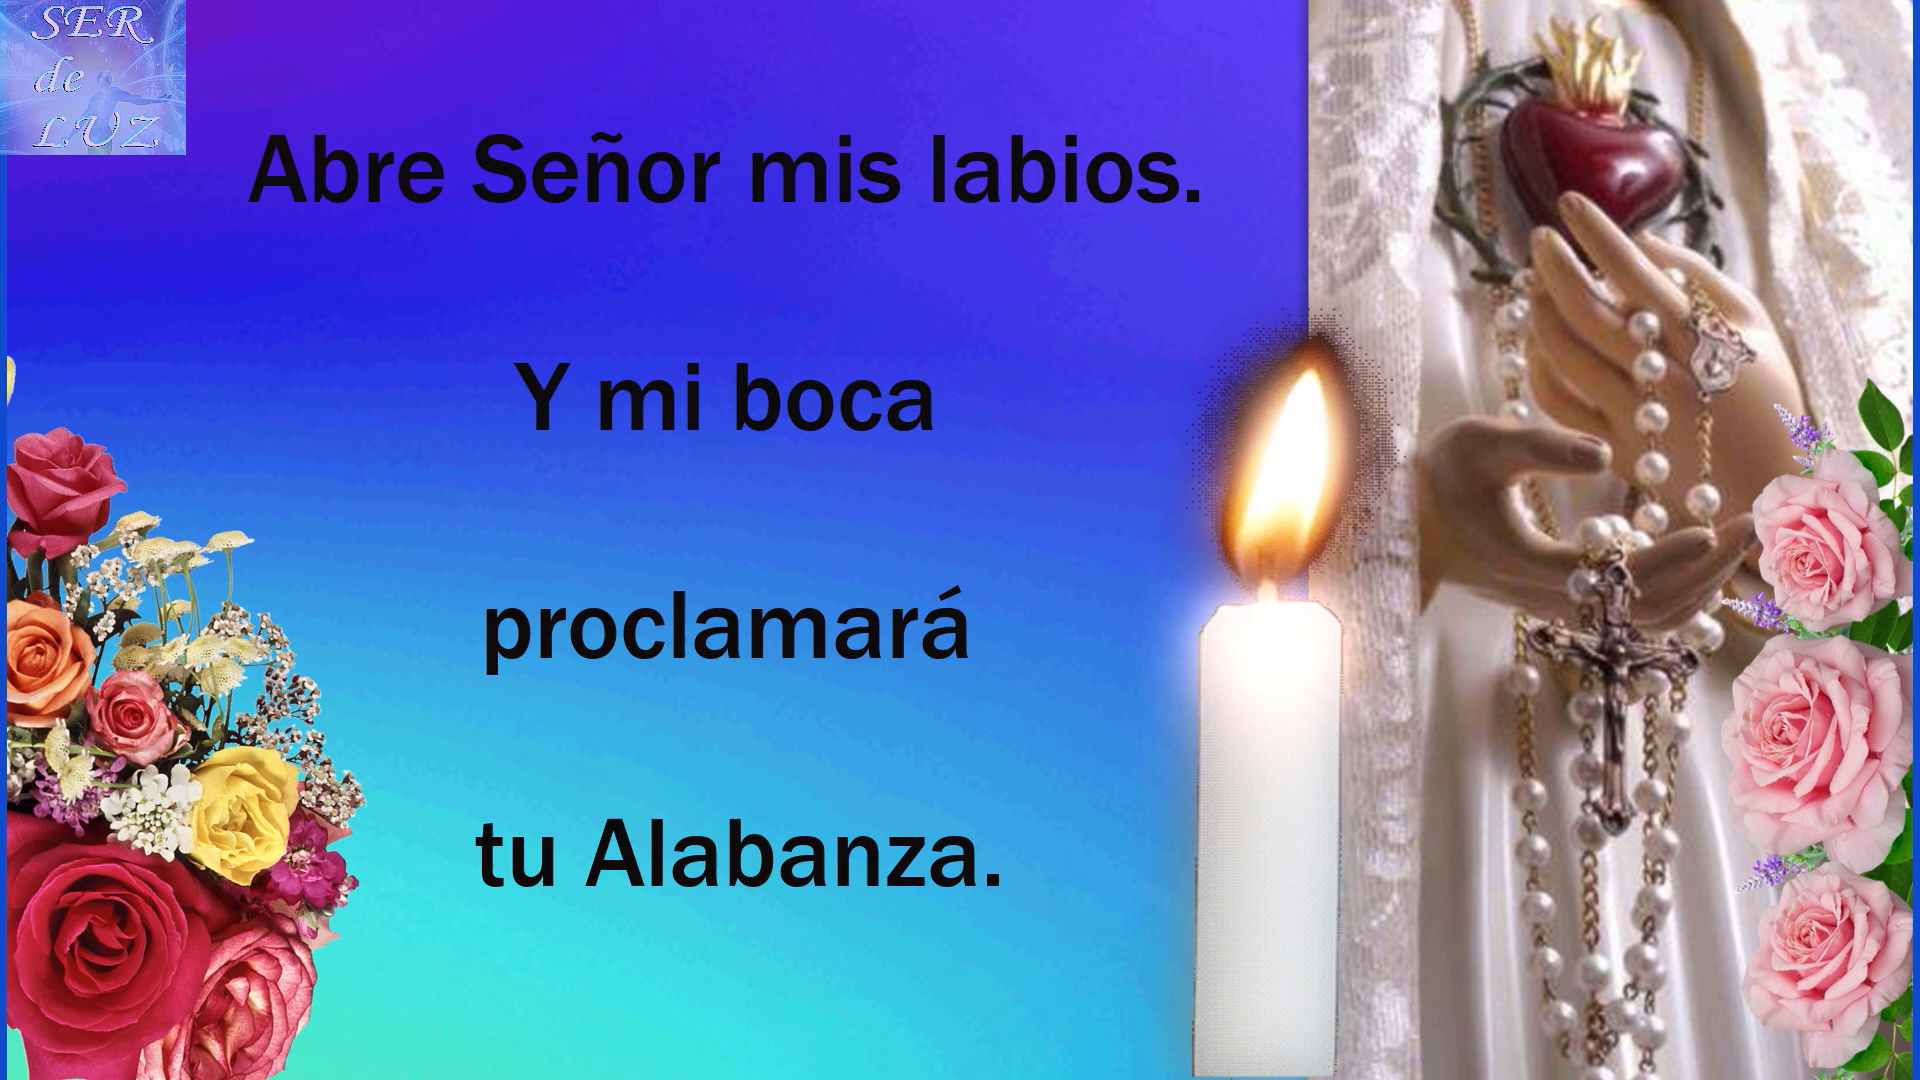 SER
de
LUZ
Abre Señor mis labios.
Y mi boca
proclamará
tu Alabanza.